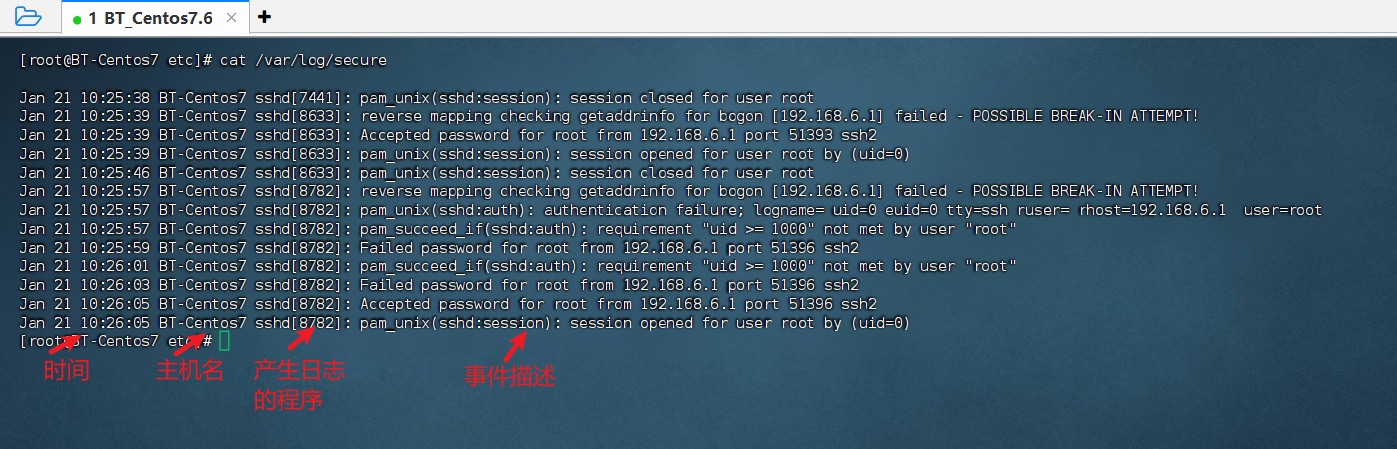 1 BT_Centos7.6 × +
[root@BT-Centos7 etc]# cat /var/log/secure
Jan 21 10:25:38 BT-Centos7 sshd[7441]: pam_unix(sshd:session): session closed for user root
Jan 21 10:25:39 BT-Centos7 sshd[8633]: reverse mapping checking getaddrinfo for bogon [192.168.6.1] failed - POSSIBLE BREAK-IN ATTEMPT!
Jan 21 10:25:39 BT-Centos7 sshd[8633]: Accepted password for root from 192.168.6.1 port 51393 ssh2
Jan 21 10:25:39 BT-Centos7 sshd[8633]: pam_unix(sshd:session): session opened for user root by (uid=0)
Jan 21 10:25:46 BT-Centos7 sshd[8633]: pam_unix(sshd:session): session closed for user root
Jan 21 10:25:57 BT-Centos7 sshd[8782]: reverse mapping checking getaddrinfo for bogon [192.168.6.1] failed - POSSIBLE BREAK-IN ATTEMPT!
Jan 21 10:25:57 BT-Centos7 sshd[8782]: pam_unix(sshd:auth): authentication failure; logname= uid=0 euid=0 tty=ssh ruser= rhost=192.168.6.1  user=root
Jan 21 10:25:57 BT-Centos7 sshd[8782]: pam_succeed_if(sshd:auth): requirement "uid >= 1000" not met by user "root"
Jan 21 10:25:59 BT-Centos7 sshd[8782]: Failed password for root from 192.168.6.1 port 51396 ssh2
Jan 21 10:26:01 BT-Centos7 sshd[8782]: pam_succeed_if(sshd:auth): requirement "uid >= 1000" not met by user "root"
Jan 21 10:26:03 BT-Centos7 sshd[8782]: Failed password for root from 192.168.6.1 port 51396 ssh2
Jan 21 10:26:05 BT-Centos7 sshd[8782]: Accepted password for root from 192.168.6.1 port 51396 ssh2
Jan 21 10:26:05 BT-Centos7 sshd[8782]: pam_unix(sshd:session): session opened for user root by (uid=0)
[root@BT-Centos7 etc]#
时间 主机名 产生日志 事件描述
的程序